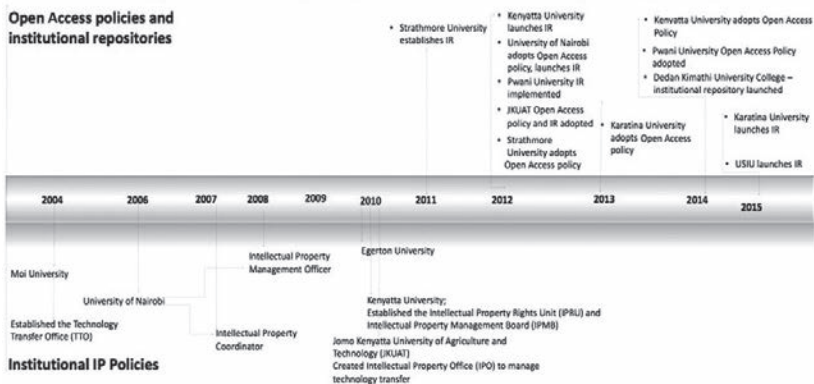 Open Access policies and
institutional repositories
• Strathmore University
establishes IR
• Kenyatta University
launches IR
• University of Nairobi
adopts Open Access
policy, launches IR
• Pwani University IR
implemented
• JKUAT Open Access
policy and IR adopted
• Strathmore
University adopts
Open Access policy
• Karatina University
adopts Open Access
policy
• Kenyatta University adopts Open Access
Policy
• Pwani University Open Access Policy
adopted
• Dedan Kimathi University College –
institutional repository launched
• Karatina University
launches IR
• USIU launches IR
2004 2006 2007 2008 2009 2010 2011 2012 2013 2014 2015
Moi University
Established the Technology
Transfer Office (TTO)
University of Nairobi
Intellectual Property
Management Officer
Intellectual Property
Coordinator
Egerton University
Kenyatta University;
Established the Intellectual Property Rights Unit (IPRU) and
Intellectual Property Management Board (IPMB)
Jomo Kenyatta University of Agriculture and
Technology (JKUAT)
Created Intellectual Property Office (IPO) to manage
technology transfer
Institutional IP Policies